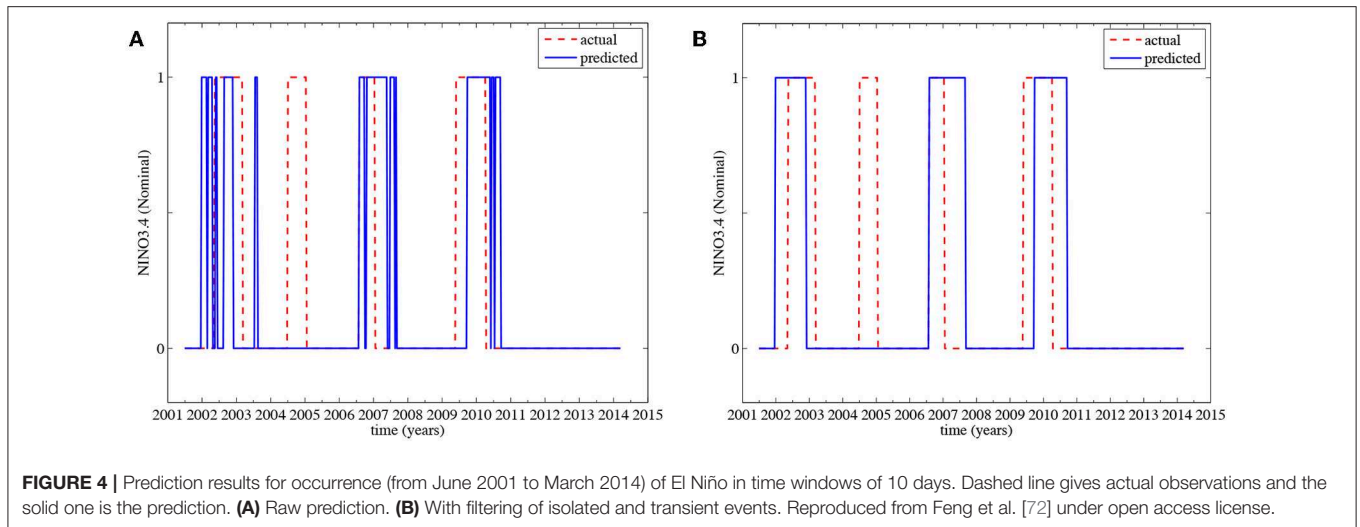 A
actual
predicted
1
0
NINO3.4 (Nominal)
2001 2002 2003 2004 2005 2006 2007 2008 2009 2010 2011 2012 2013 2014 2015
time (years)
B
actual
predicted
1
0
NINO3.4 (Nominal)
2001 2002 2003 2004 2005 2006 2007 2008 2009 2010 2011 2012 2013 2014 2015
time (years)
FIGURE 4 | Prediction results for occurrence (from June 2001 to March 2014) of El Niño in time windows of 10 days. Dashed line gives actual observations and the
solid one is the prediction. (A) Raw prediction. (B) With filtering of isolated and transient events. Reproduced from Feng et al. [72] under open access license.